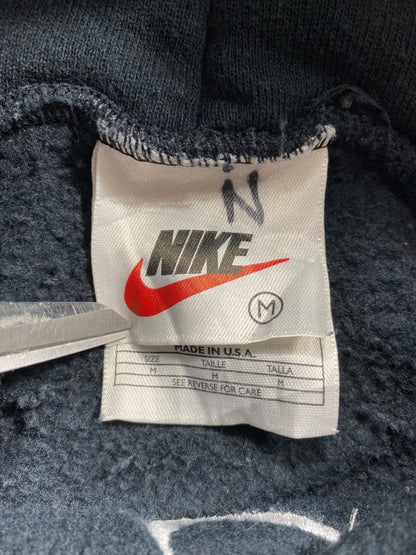 N
NIKE
M
MADE IN U.S.A.
SIZE TAILLE TALLA
M M M
SEE REVERSE FOR CARE